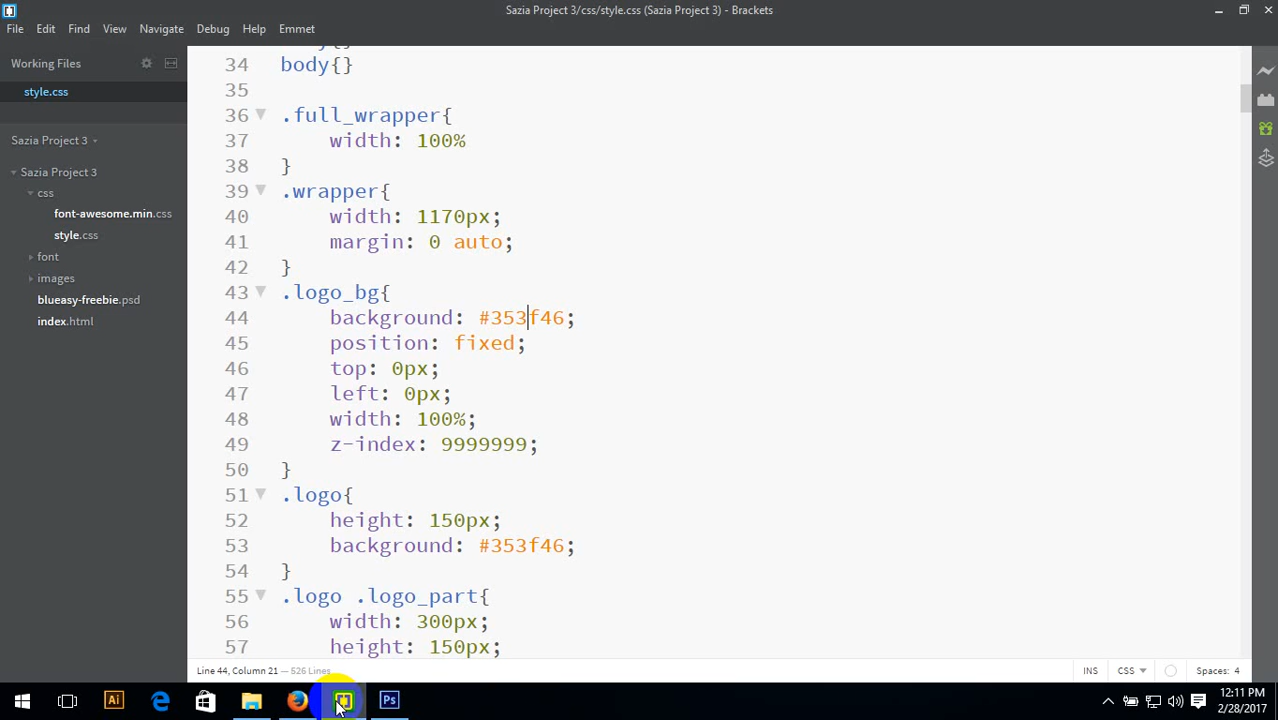 Sazia Project 3/css/style.css (Sazia Project 3) - Brackets
File Edit Find View Navigate Debug Help Emmet
Working Files
style.css
Sazia Project 3
Sazia Project 3
css
font-awesome.min.css
style.css
font
images
blueasy-freebie.psd
index.html
34 body{}
35
36 .full_wrapper{
37 width: 100%
38 }
39 .wrapper{
40 width: 1170px;
41 margin: 0 auto;
42 }
43 .logo_bg{
44 background: #353f46;
45 position: fixed;
46 top: 0px;
47 left: 0px;
48 width: 100%;
49 z-index: 9999999;
50 }
51 .logo{
52 height: 150px;
53 background: #353f46;
54 }
55 .logo .logo_part{
56 width: 300px;
57 height: 150px;
Line 44, Column 21 — 526 Lines
INS CSS Spaces: 4
Ai Ps
12:11 PM
2/28/2017